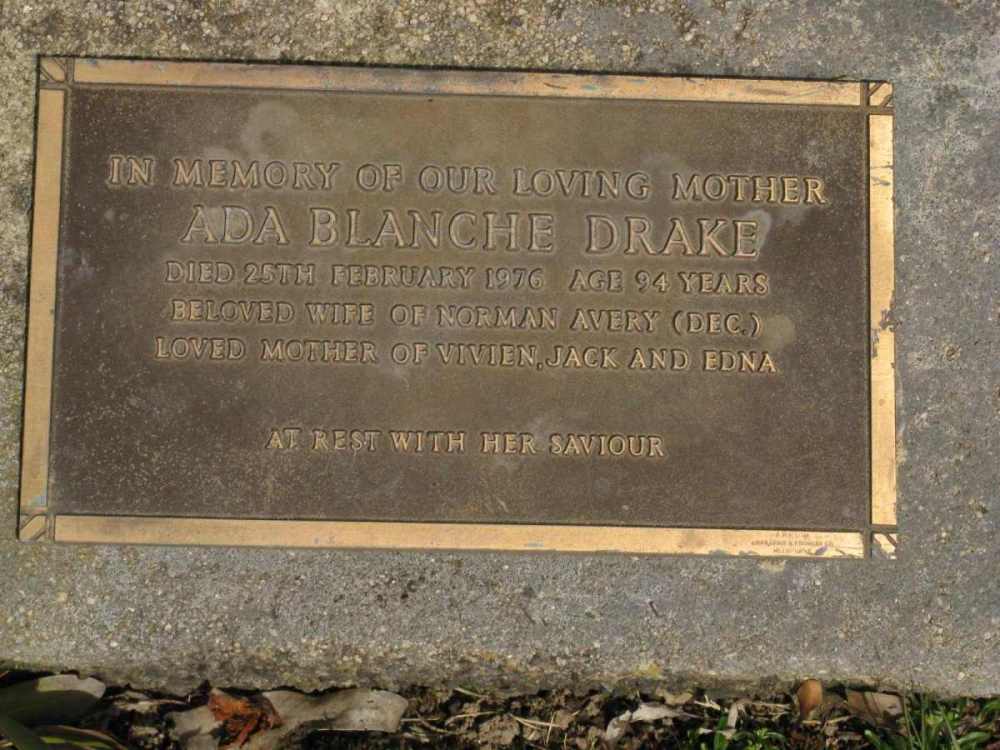 IN MEMORY OF OUR LOVING MOTHER
ADA BLANCHE DRAKE
DIED 25TH FEBRUARY 1976 AGE 94 YEARS
BELOVED WIFE OF NORMAN AVERY (DEC.)
LOVED MOTHER OF VIVIEN, JACK AND EDNA
AT REST WITH HER SAVIOUR